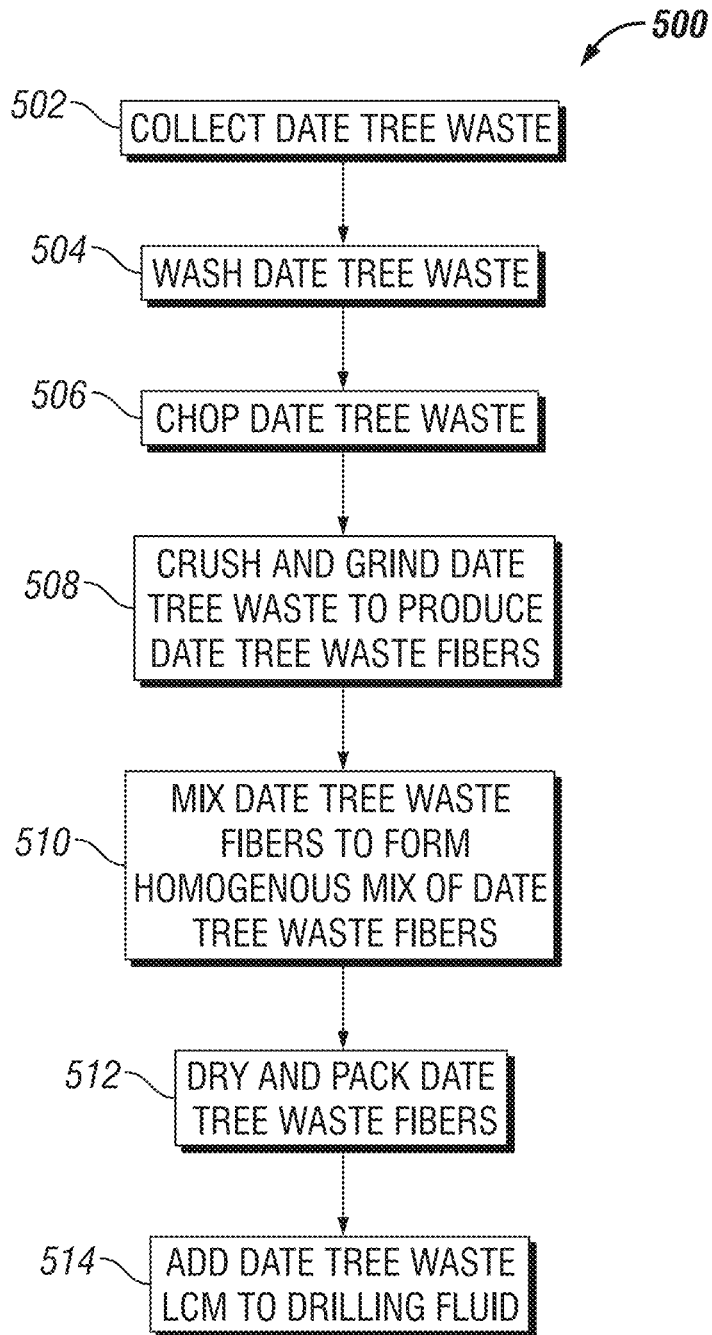 500
502
COLLECT DATE TREE WASTE
504
WASH DATE TREE WASTE
506
CHOP DATE TREE WASTE
508
CRUSH AND GRIND DATE
TREE WASTE TO PRODUCE
DATE TREE WASTE FIBERS
510
MIX DATE TREE WASTE
FIBERS TO FORM
HOMOGENOUS MIX OF DATE
TREE WASTE FIBERS
512
DRY AND PACK DATE
TREE WASTE FIBERS
514
ADD DATE TREE WASTE
LCM TO DRILLING FLUID